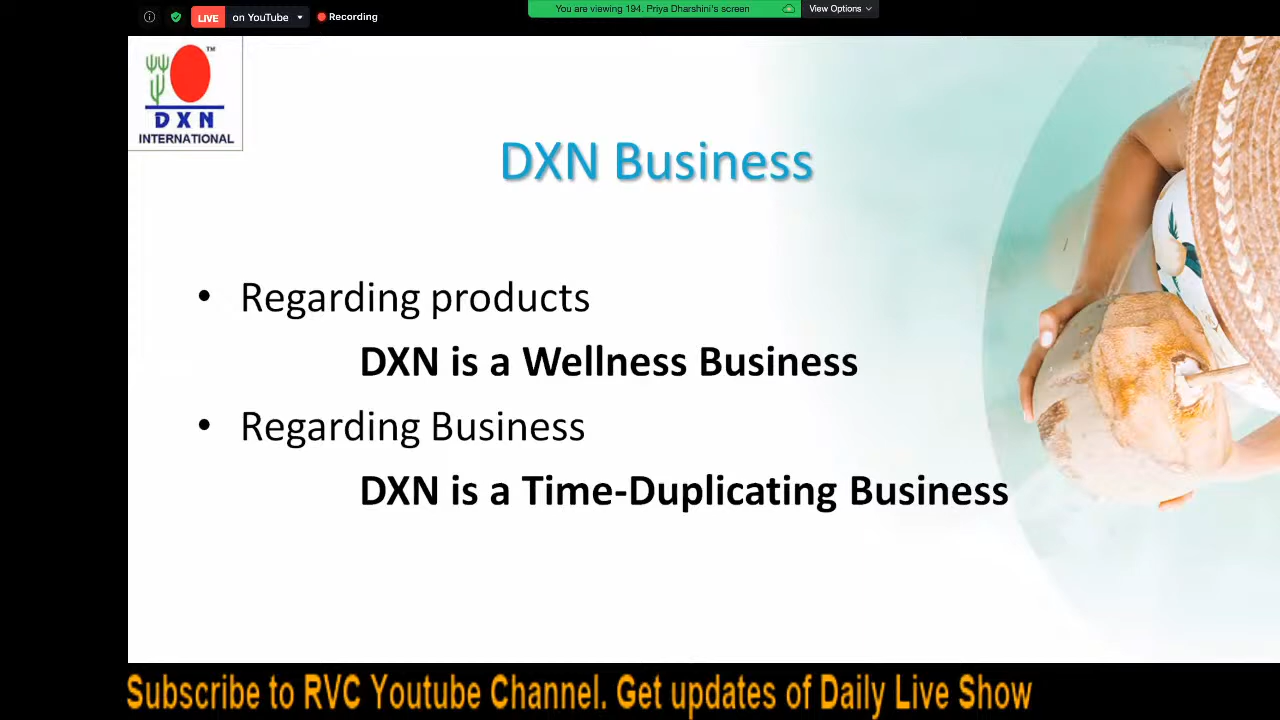 LIVE on YouTube Recording
You are viewing 194. Priya Dharshini's screen View Options
TM
DXN
INTERNATIONAL
DXN Business
• Regarding products
DXN is a Wellness Business
• Regarding Business
DXN is a Time-Duplicating Business
Subscribe to RVC Youtube Channel. Get updates of Daily Live Show